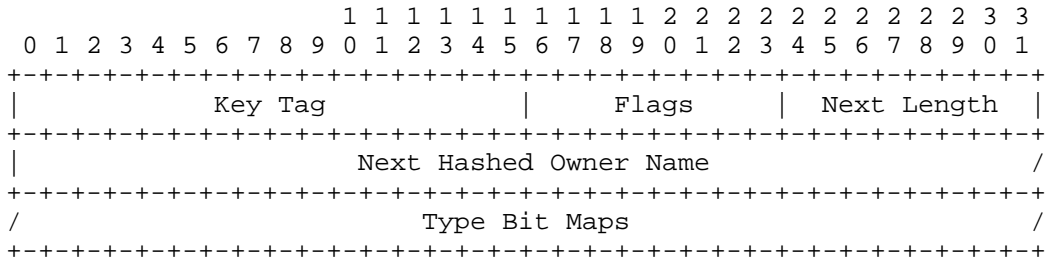 1 1 1 1 1 1 1 1 1 1 2 2 2 2 2 2 2 2 2 2 3 3
 0 1 2 3 4 5 6 7 8 9 0 1 2 3 4 5 6 7 8 9 0 1 2 3 4 5 6 7 8 9 0 1
+-+-+-+-+-+-+-+-+-+-+-+-+-+-+-+-+-+-+-+-+-+-+-+-+-+-+-+-+-+-+-+-+
|            Key Tag            |     Flags     |  Next Length  |
+-+-+-+-+-+-+-+-+-+-+-+-+-+-+-+-+-+-+-+-+-+-+-+-+-+-+-+-+-+-+-+-+
|                     Next Hashed Owner Name                    /
+-+-+-+-+-+-+-+-+-+-+-+-+-+-+-+-+-+-+-+-+-+-+-+-+-+-+-+-+-+-+-+-+
/                         Type Bit Maps                         /
+-+-+-+-+-+-+-+-+-+-+-+-+-+-+-+-+-+-+-+-+-+-+-+-+-+-+-+-+-+-+-+-+